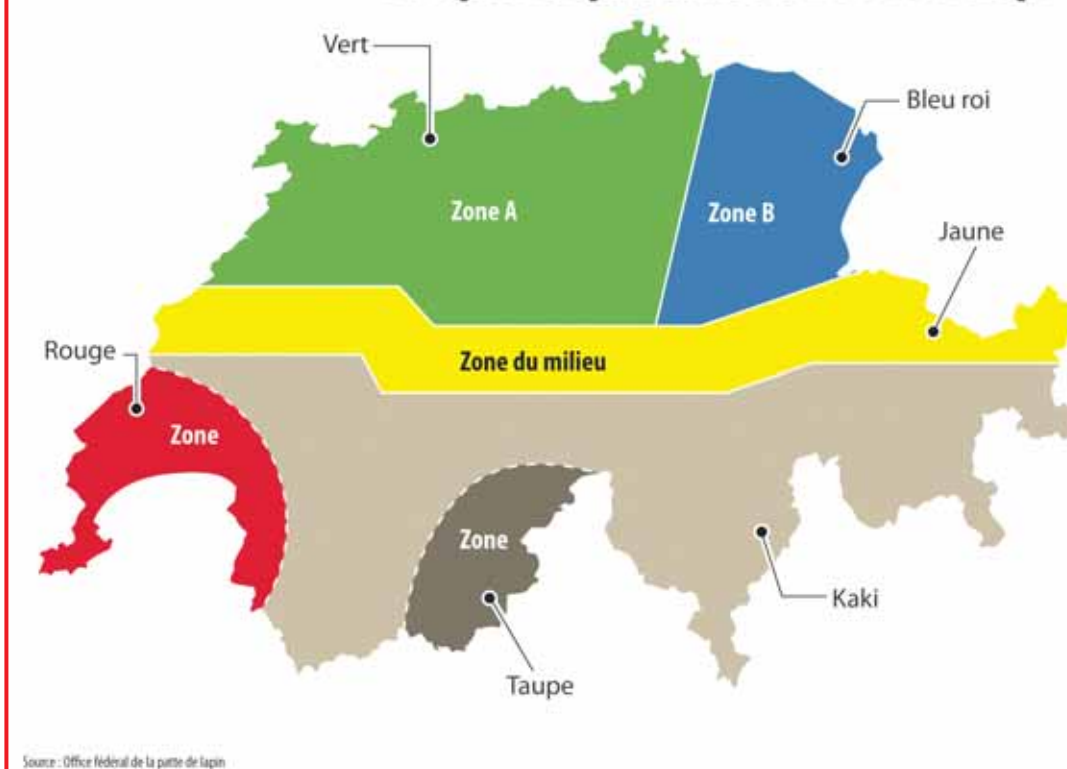 Vert
Bleu roi
Zone A
Zone B
Jaune
Rouge
Zone du milieu
Zone
Zone
Kaki
Taupe
Source : Office fédéral de la patte de lapin